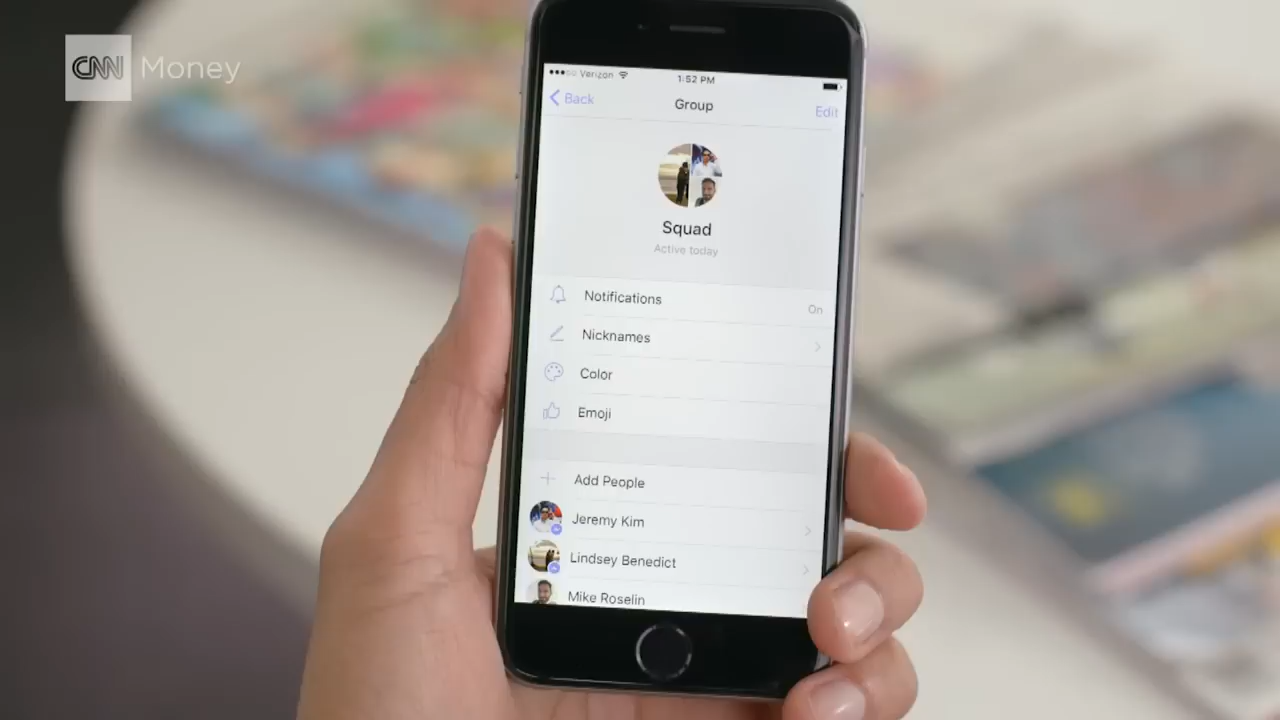 CNN Money
Verizon 1:52 PM
Back Group Edit
Squad
Active today
Notifications On
Nicknames
Color
Emoji
Add People
Jeremy Kim
Lindsey Benedict
Mike Roselin